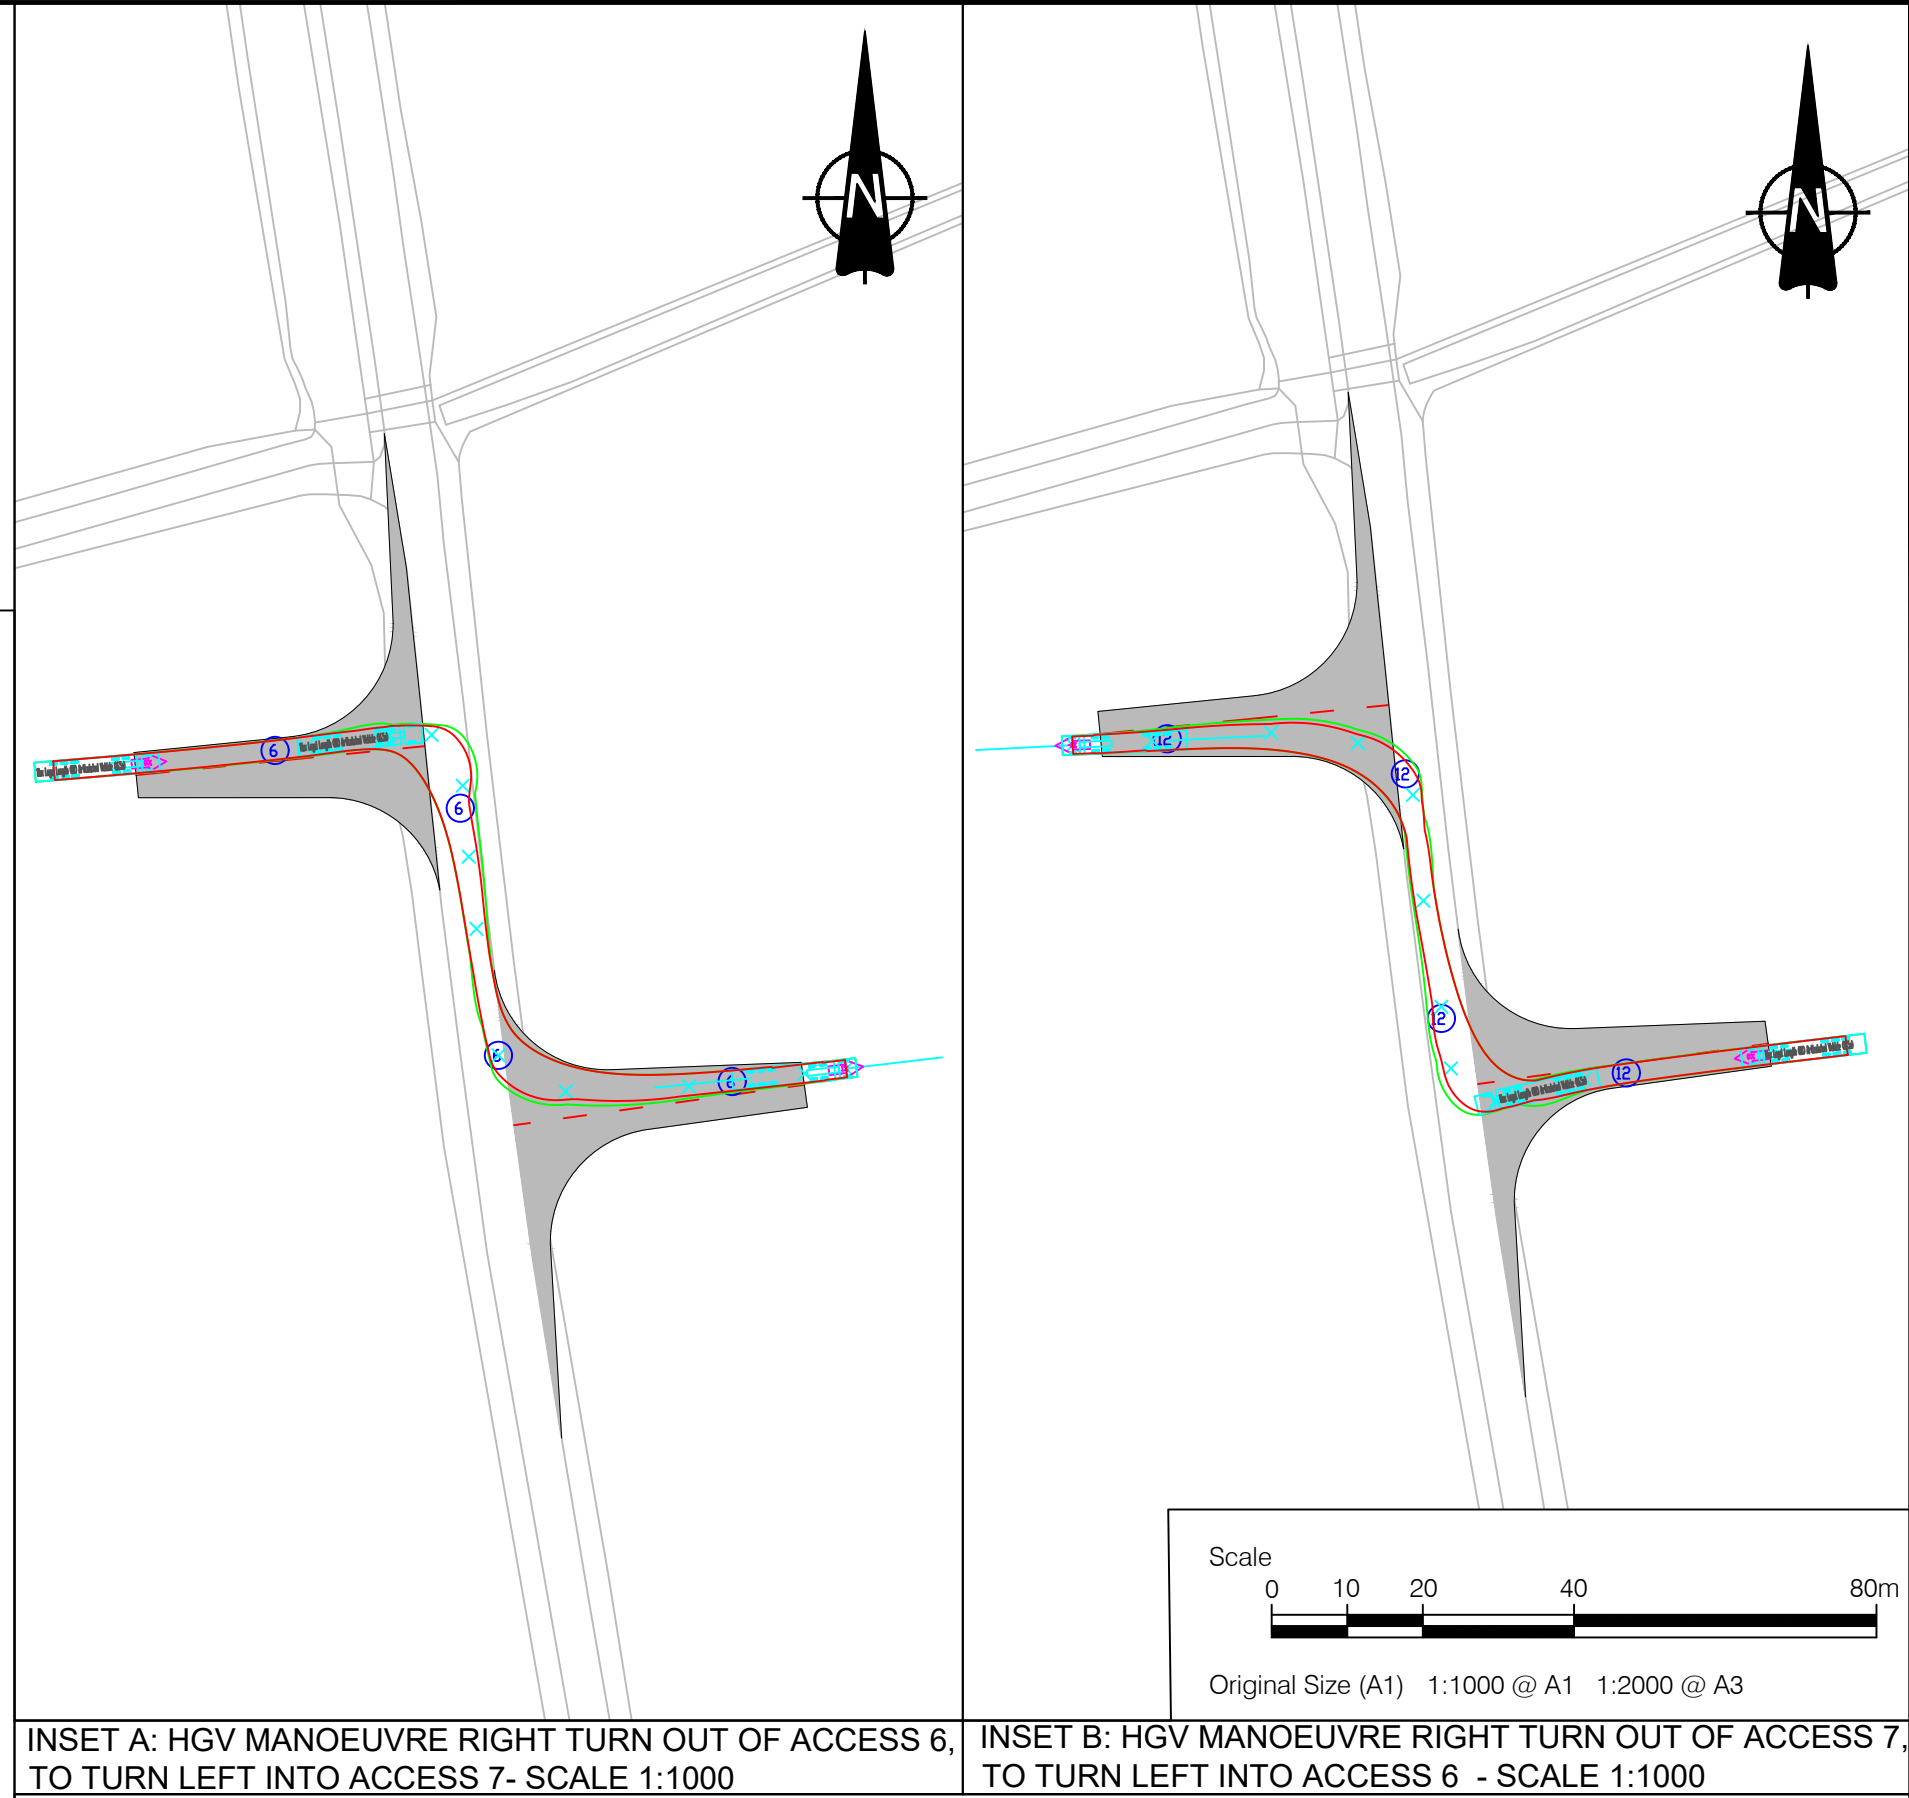 N
N
6
6
6
6
12
12
12
12
Scale
0 10 20 40 80m
Original Size (A1) 1:1000 @ A1 1:2000 @ A3
INSET A: HGV MANOEUVRE RIGHT TURN OUT OF ACCESS 6,
TO TURN LEFT INTO ACCESS 7- SCALE 1:1000
INSET B: HGV MANOEUVRE RIGHT TURN OUT OF ACCESS 7,
TO TURN LEFT INTO ACCESS 6 - SCALE 1:1000